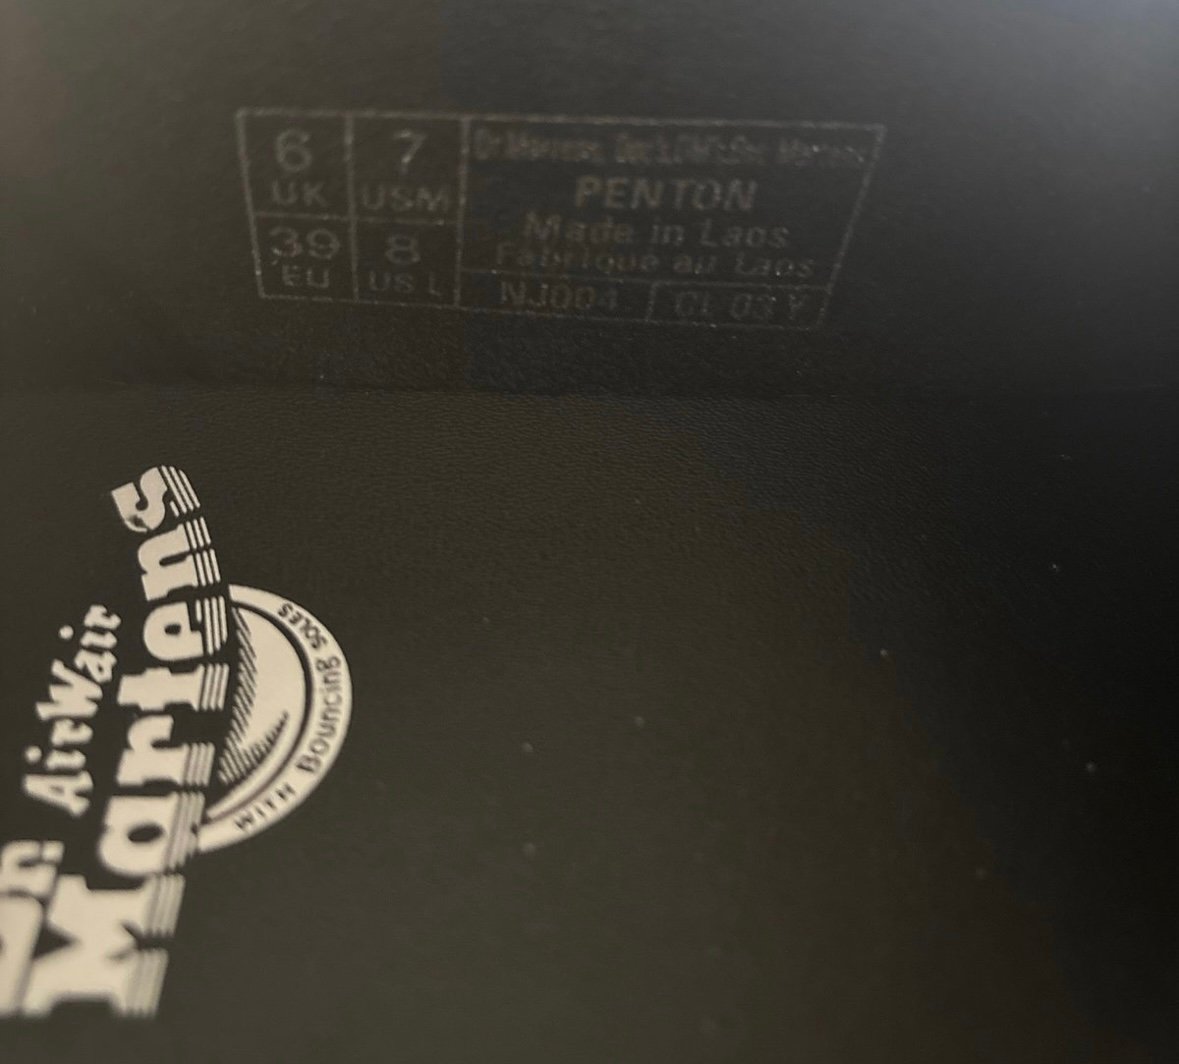 6 7
UK USM
39 8
EU US L
PENTON
Made in Laos
Fabriqué au Laos
NJ004
Dr. Martens
AirWair
WITH Bouncing SOLES